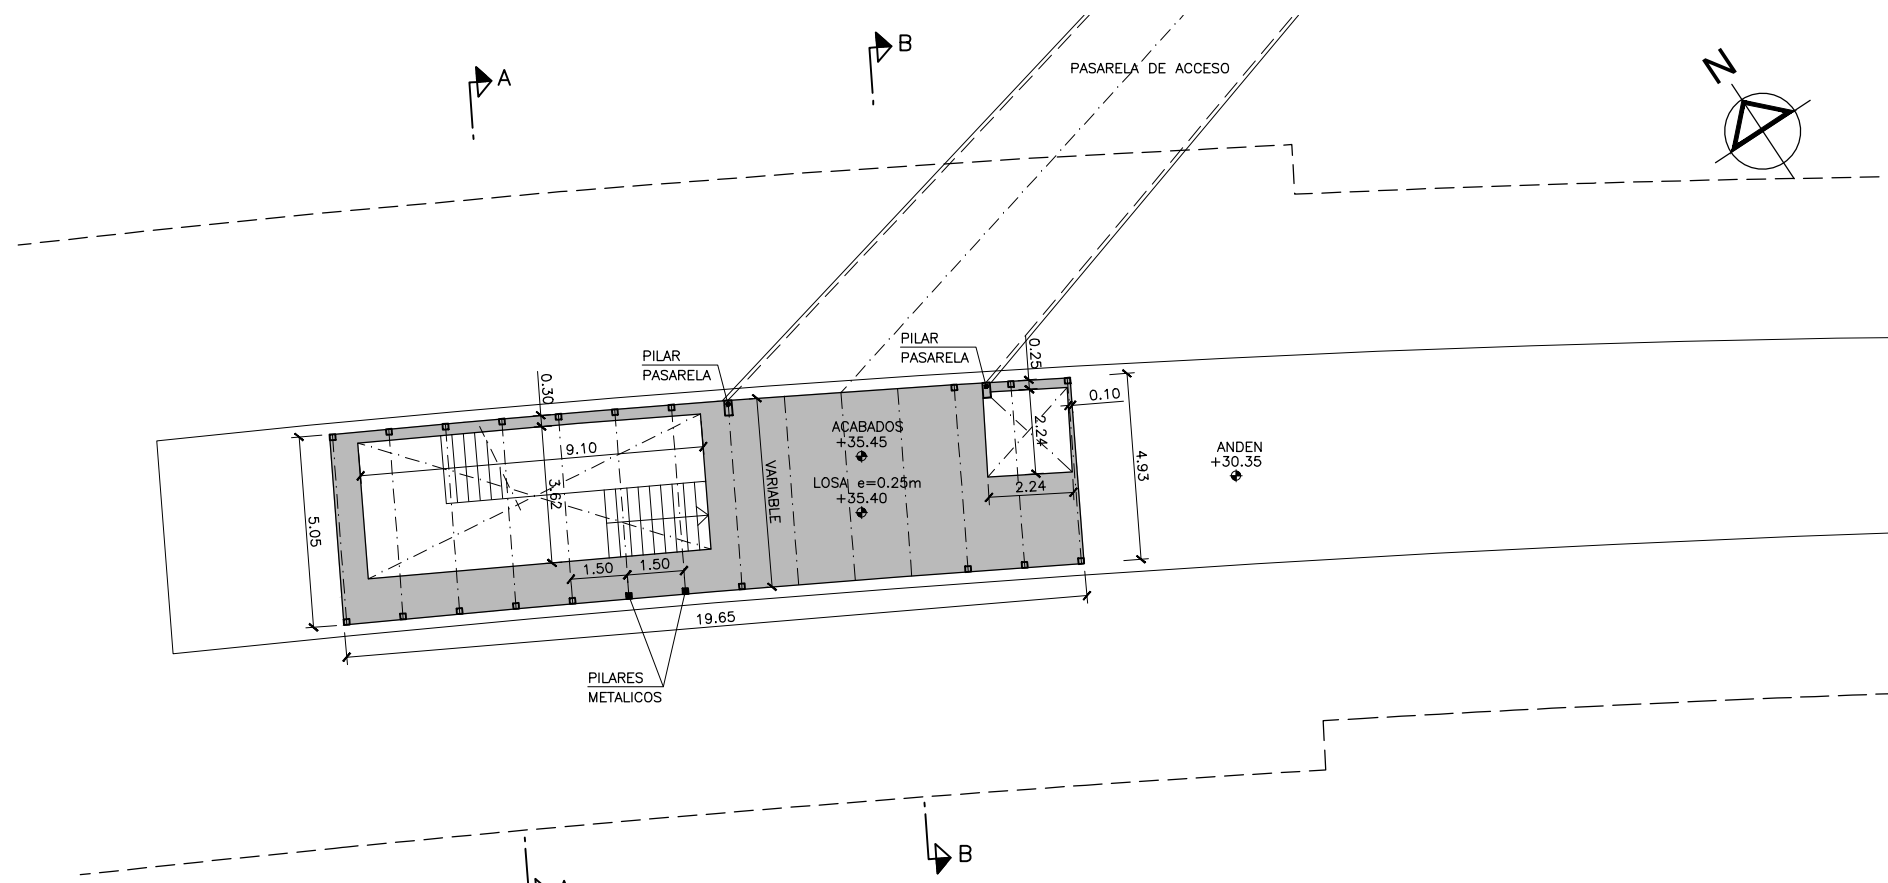 B
A
PASARELA DE ACCESO
N
PILAR
PASARELA
PILAR
PASARELA
0.25
0.30
0.10
ACABADOS
+35.45
2.24
9.10
ANDEN
+30.35
4.93
VARIABLE
LOSA e=0.25m
+35.40
2.24
3.62
5.05
1.50
1.50
19.65
PILARES
METALICOS
B